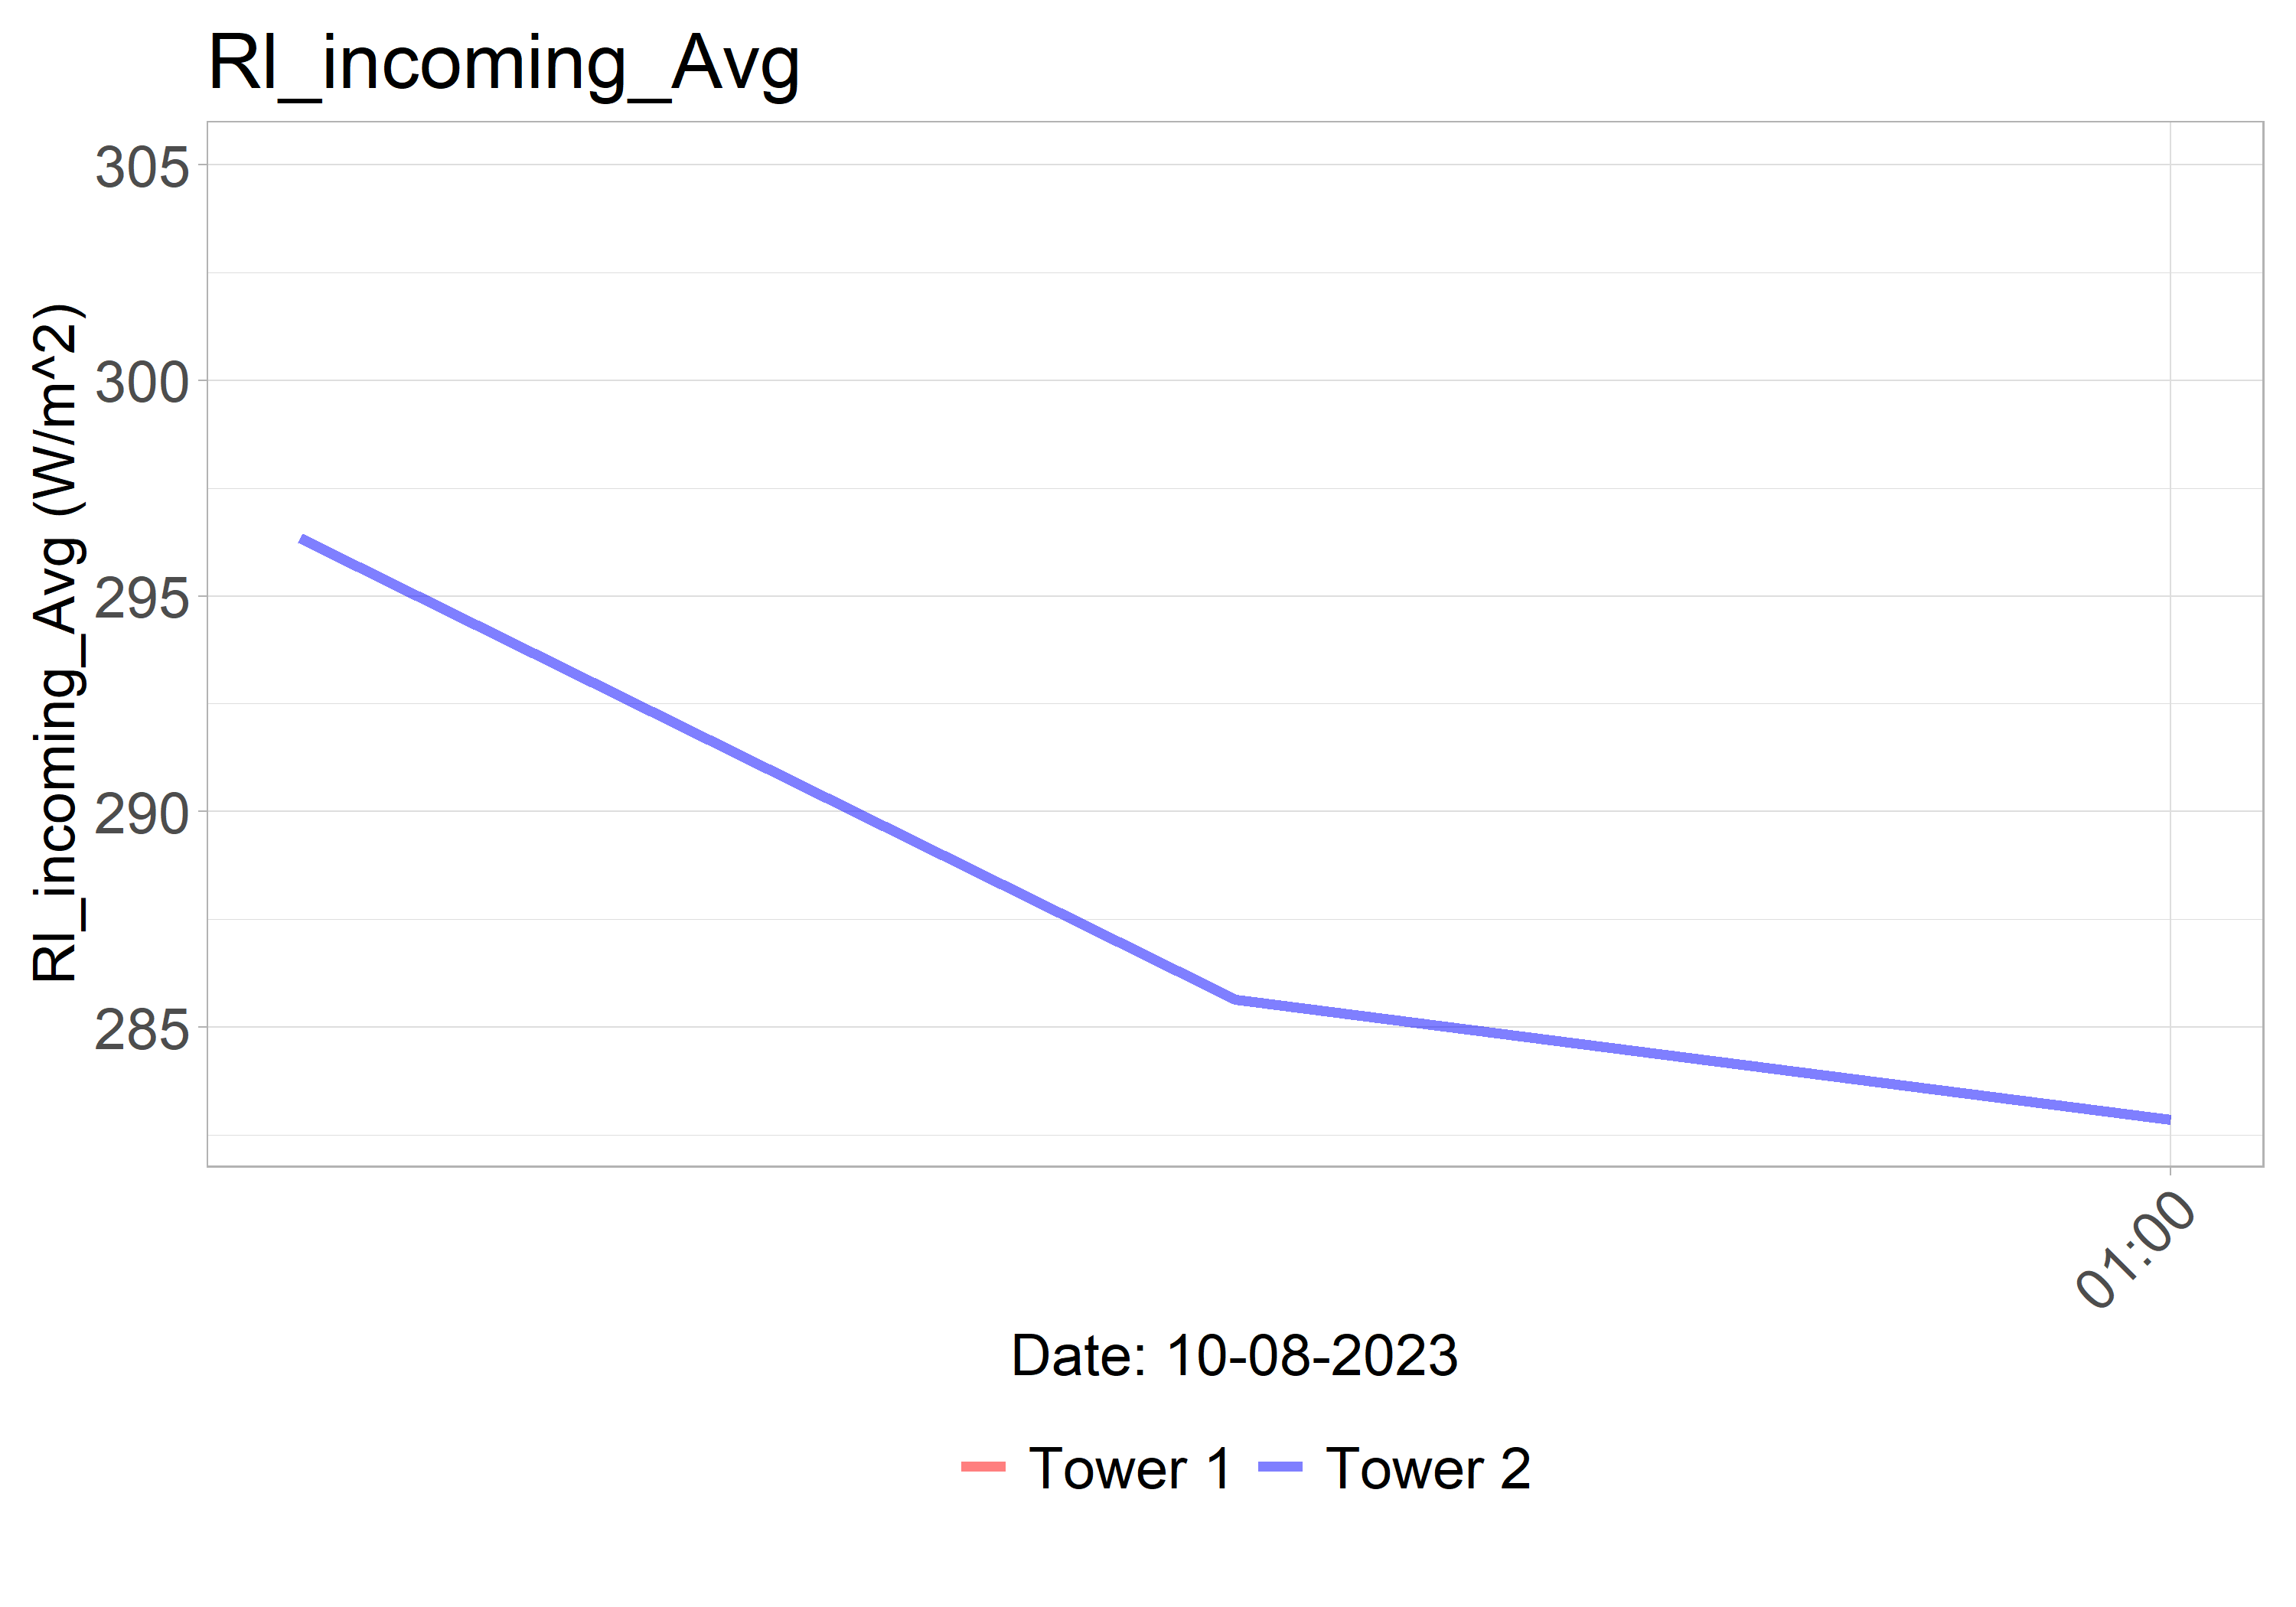 Rl_incoming_Avg
Rl_incoming_Avg (W/m^2)
305
300
295
290
285
01:00
Date: 10-08-2023
Tower 1 Tower 2